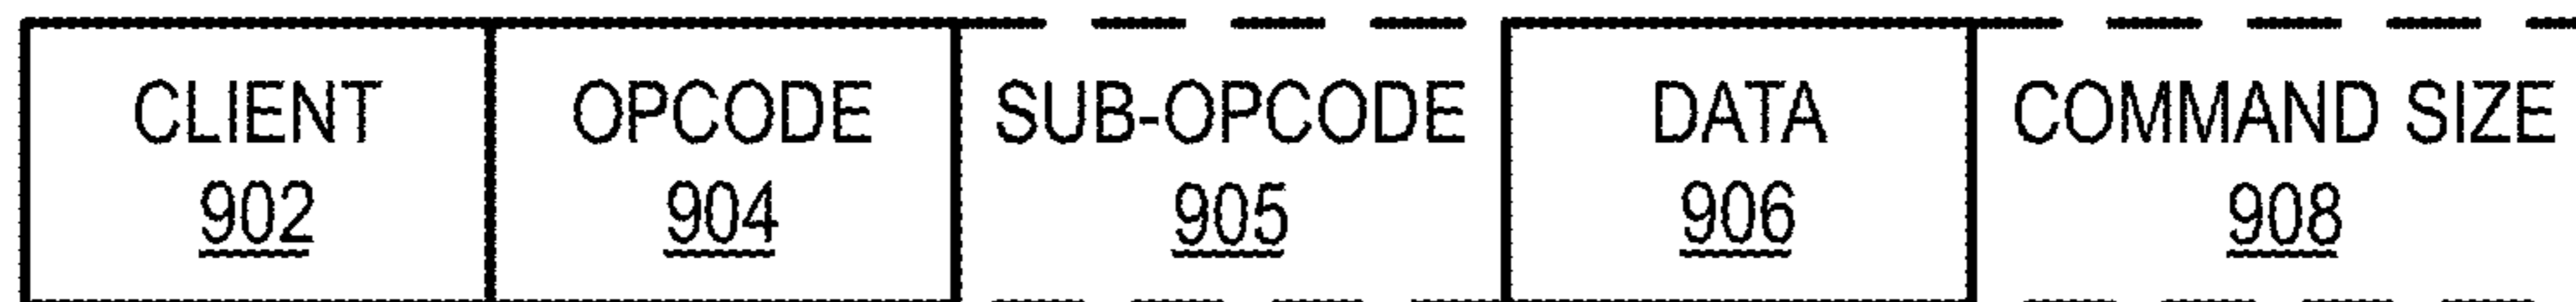 CLIENT OPCODE SUB-OPCODE DATA COMMAND SIZE
902 904 905 906 908